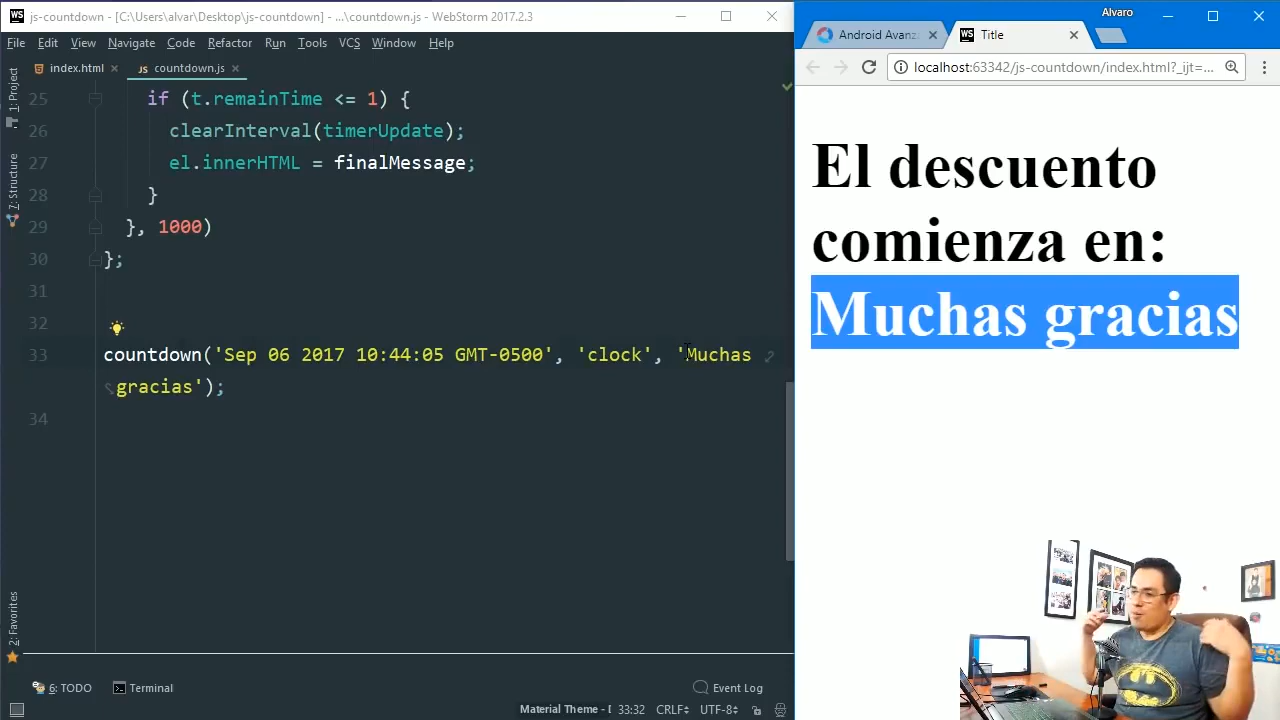 js-countdown - [C:\Users\alvar\Desktop\js-countdown] - ...\countdown.js - WebStorm 2017.2.3
File Edit View Navigate Code Refactor Run Tools VCS Window Help
index.html
countdown.js
1: Project
7: Structure
2: Favorites
25 if (t.remainTime <= 1) {
26 clearInterval(timerUpdate);
27 el.innerHTML = finalMessage;
28 }
29 }, 1000)
30 };
31
32
33 countdown('Sep 06 2017 10:44:05 GMT-0500', 'clock', 'Muchas
gracias');
34
6: TODO
Terminal
Event Log
Material Theme - 33:32 CRLF UTF-8
Alvaro
Android Avanz
WS Title
localhost:63342/js-countdown/index.html?_ijt=...
El descuento
comienza en:
Muchas gracias